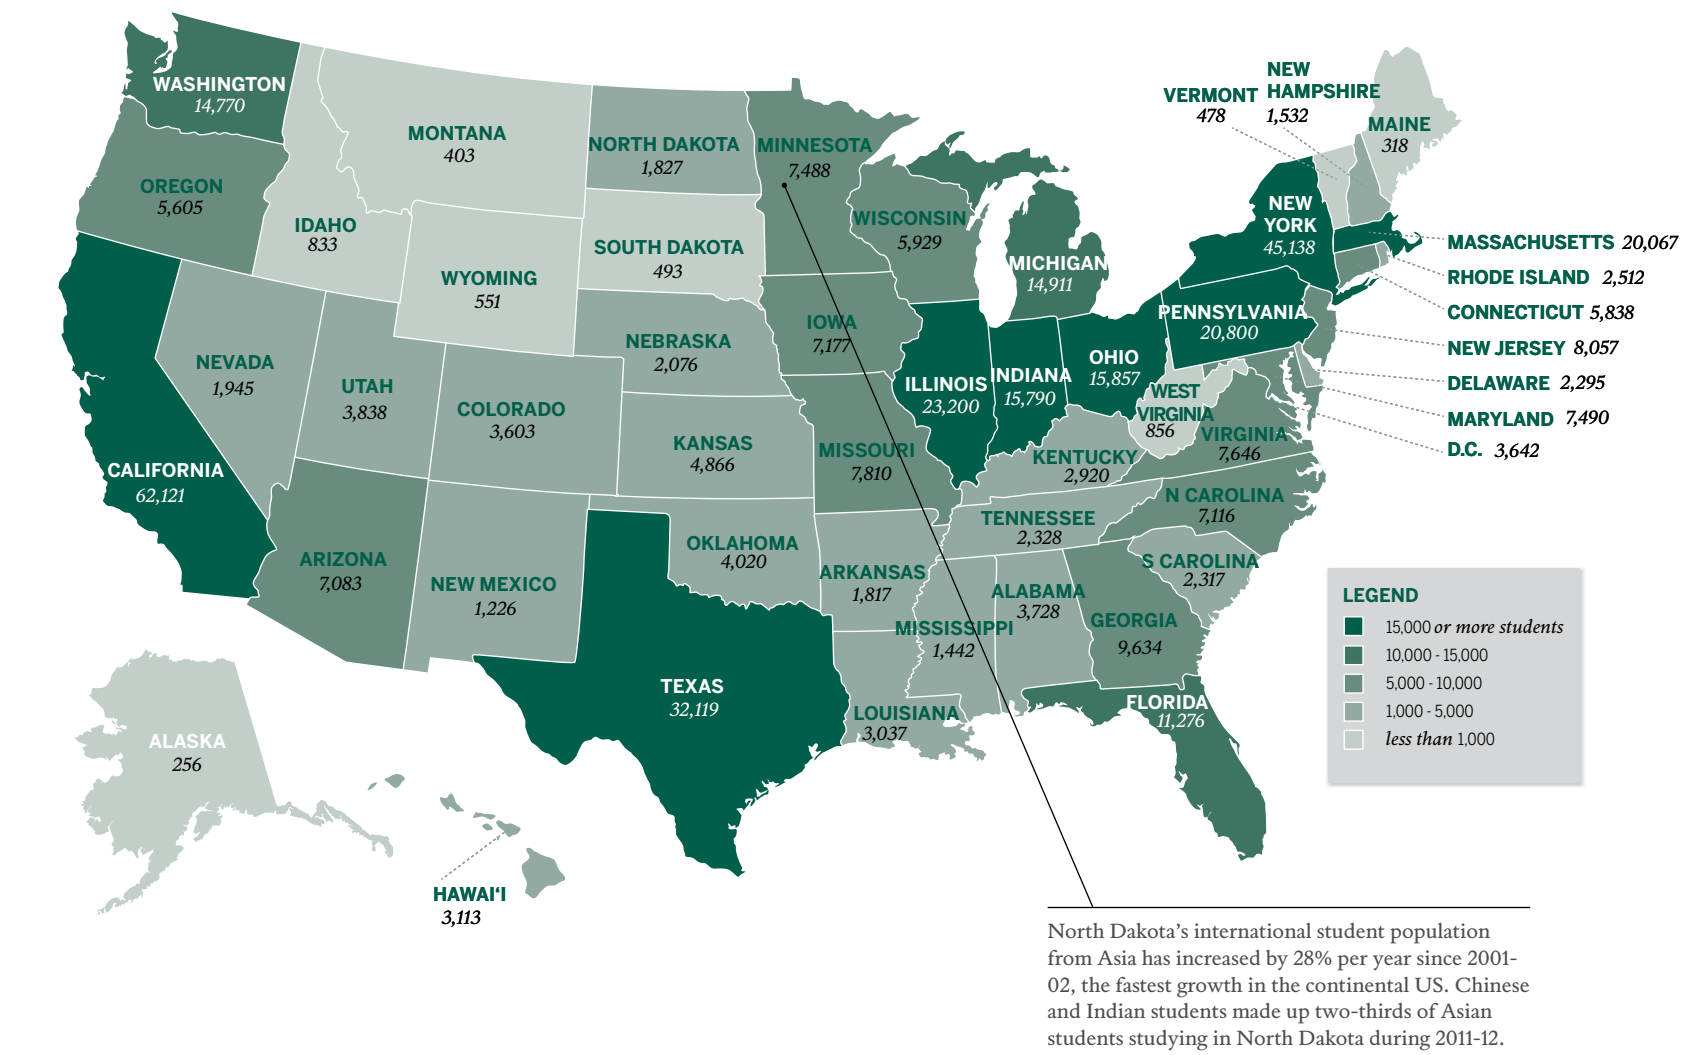 WASHINGTON
14,770
OREGON
5,605
CALIFORNIA
62,121
IDAHO
833
NEVADA
1,945
MONTANA
403
WYOMING
551
UTAH
3,838
COLORADO
3,603
ARIZONA
7,083
NEW MEXICO
1,226
NORTH DAKOTA
1,827
SOUTH DAKOTA
493
NEBRASKA
2,076
KANSAS
4,866
OKLAHOMA
4,020
TEXAS
32,119
MINNESOTA
7,488
IOWA
7,177
MISSOURI
7,810
ARKANSAS
1,817
LOUISIANA
3,037
WISCONSIN
5,929
ILLINOIS
23,200
MICHIGAN
14,911
INDIANA
15,790
OHIO
15,857
KENTUCKY
2,920
TENNESSEE
2,328
MISSISSIPPI
1,442
ALABAMA
3,728
GEORGIA
9,634
FLORIDA
11,276
S CAROLINA
2,317
N CAROLINA
7,116
VIRGINIA
7,646
WEST
VIRGINIA
856
PENNSYLVANIA
20,800
NEW
YORK
45,138
VERMONT
478
NEW
HAMPSHIRE
1,532
MAINE
318
MASSACHUSETTS 20,067
RHODE ISLAND 2,512
CONNECTICUT 5,838
NEW JERSEY 8,057
DELAWARE 2,295
MARYLAND 7,490
D.C. 3,642
ALASKA
256
HAWAI‘I
3,113
LEGEND
15,000 or more students
10,000 - 15,000
5,000 - 10,000
1,000 - 5,000
less than 1,000
North Dakota’s international student population
from Asia has increased by 28% per year since 2001-
02, the fastest growth in the continental US. Chinese
and Indian students made up two-thirds of Asian
students studying in North Dakota during 2011-12.